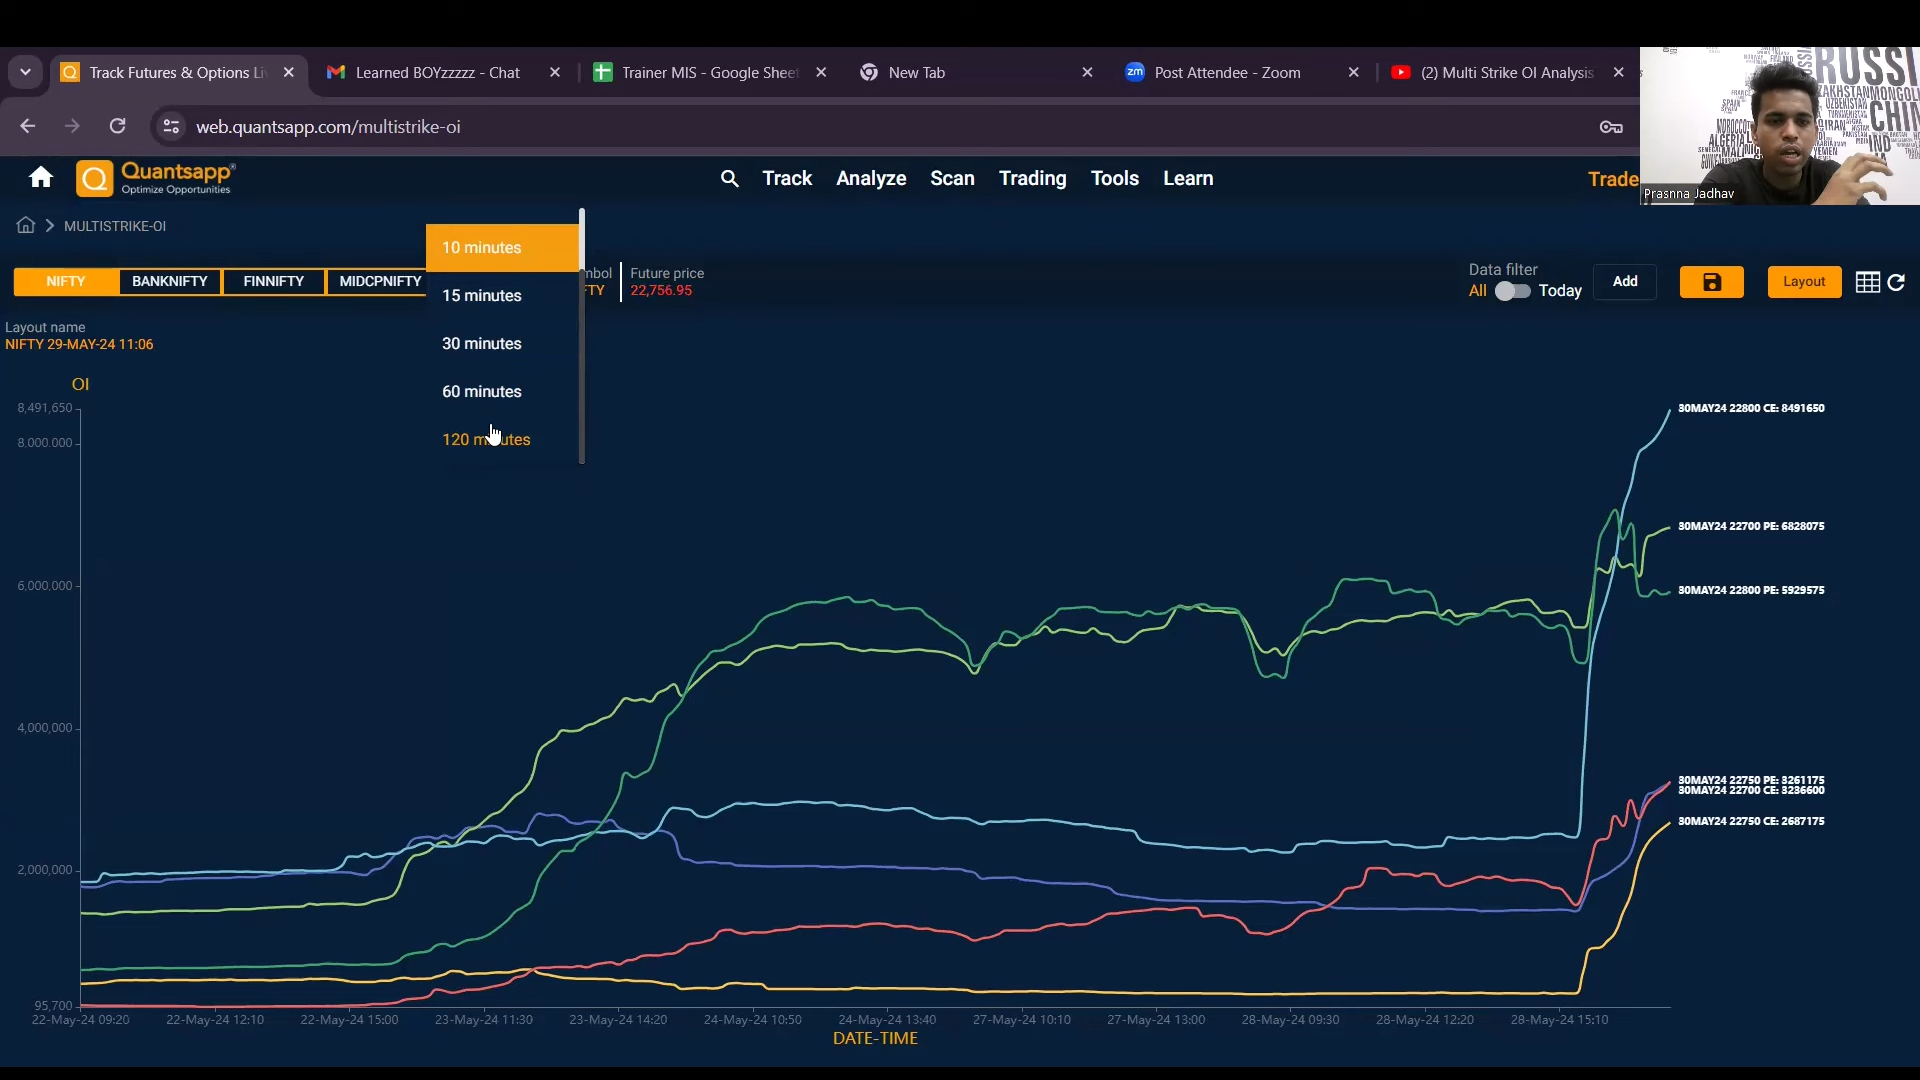 Track Futures & Options Li
Learned BOYzzzzz - Chat
Trainer MIS - Google Sheet
New Tab
Post Attendee - Zoom
(2) Multi Strike OI Analysis
web.quantsapp.com/multistrike-oi
RUSSI
CHIN
Prasnna Jadhav
Quantsapp
Optimize Opportunities
Track
Analyze
Scan
Trading
Tools
Learn
Trade
MULTISTRIKE-OI
10 minutes
15 minutes
30 minutes
60 minutes
120 minutes
NIFTY
BANKNIFTY
FINNIFTY
MIDCPNIFTY
mbol
FTY
Future price
22,756.95
Data filter
All
Today
Add
Layout
Layout name
NIFTY 29-MAY-24 11:06
OI
8,491,650
8,000,000
6,000,000
4,000,000
2,000,000
95,700
30MAY24 22800 CE: 8491650
30MAY24 22700 PE: 6828075
30MAY24 22800 PE: 5929575
30MAY24 22750 PE: 3261175
30MAY24 22700 CE: 3236600
30MAY24 22750 CE: 2687175
22-May-24 09:20
22-May-24 12:10
22-May-24 15:00
23-May-24 11:30
23-May-24 14:20
24-May-24 10:50
24-May-24 13:40
27-May-24 10:10
27-May-24 13:00
28-May-24 09:30
28-May-24 12:20
28-May-24 15:10
DATE-TIME